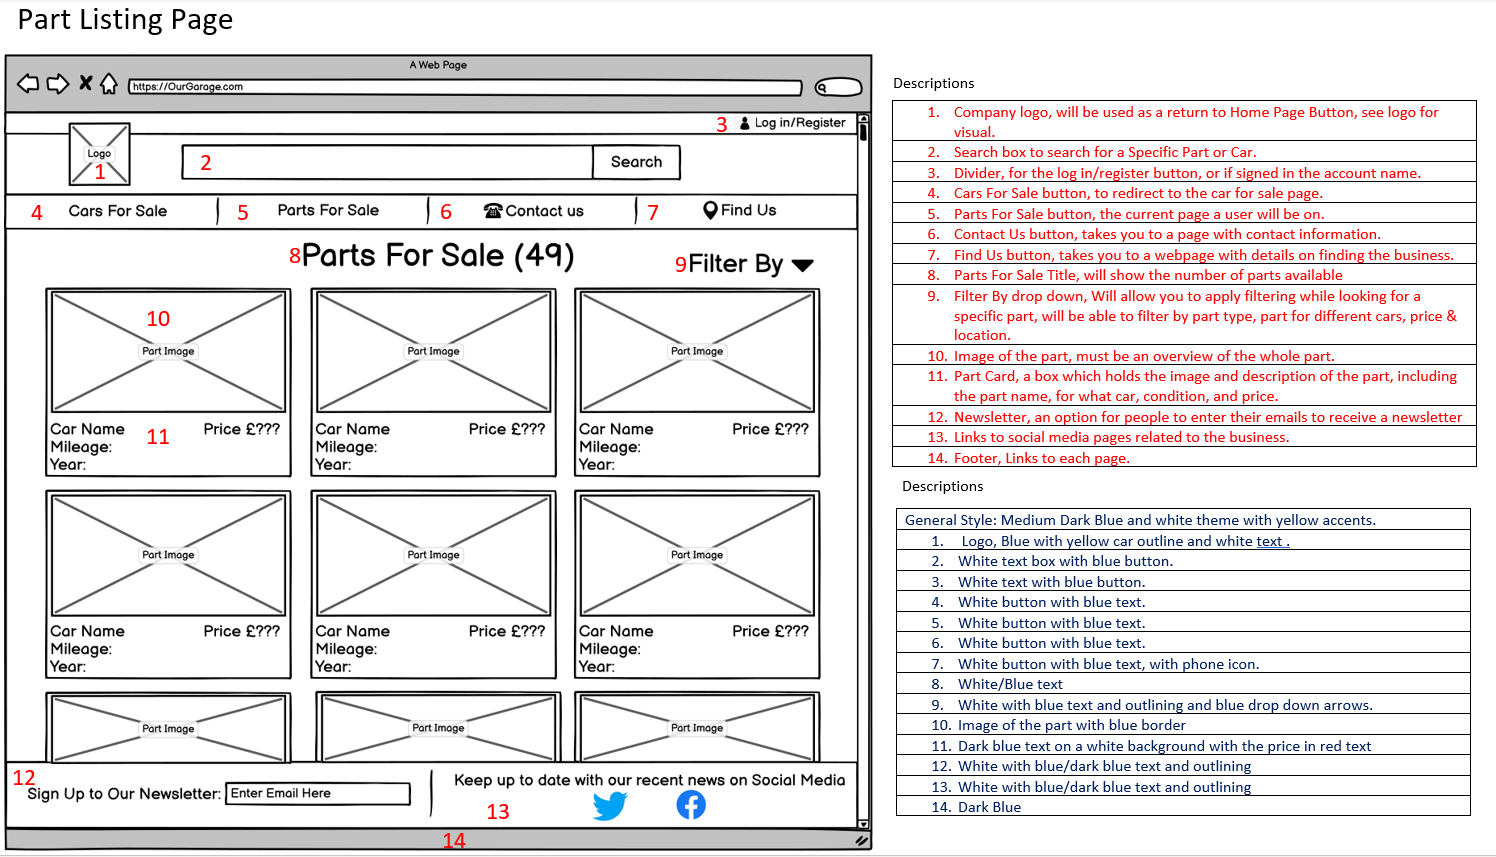 Part Listing Page
A Web Page
https://OurGarage.com
3 Log in/Register
Logo
1
2
Search
4 Cars For Sale
5 Parts For Sale
6 Contact us
7 Find Us
8 Parts For Sale (49)
9 Filter By
10
Part Image Part Image Part Image
Car Name Price £??? Car Name Price £??? Car Name Price £???
11
Mileage: Mileage: Mileage:
Year: Year: Year:
Part Image Part Image Part Image
Car Name Price £??? Car Name Price £??? Car Name Price £???
Mileage: Mileage: Mileage:
Year: Year: Year:
Part Image Part Image Part Image
12
Sign Up to Our Newsletter: Enter Email Here
Keep up to date with our recent news on Social Media
13
14
Descriptions
1. Company logo, will be used as a return to Home Page Button, see logo for
visual.
2. Search box to search for a Specific Part or Car.
3. Divider, for the log in/register button, or if signed in the account name.
4. Cars For Sale button, to redirect to the car for sale page.
5. Parts For Sale button, the current page a user will be on.
6. Contact Us button, takes you to a page with contact information.
7. Find Us button, takes you to a webpage with details on finding the business.
8. Parts For Sale Title, will show the number of parts available
9. Filter By drop down, Will allow you to apply filtering while looking for a
specific part, will be able to filter by part type, part for different cars, price &
location.
10. Image of the part, must be an overview of the whole part.
11. Part Card, a box which holds the image and description of the part, including
the part name, for what car, condition, and price.
12. Newsletter, an option for people to enter their emails to receive a newsletter
13. Links to social media pages related to the business.
14. Footer, Links to each page.
Descriptions
General Style: Medium Dark Blue and white theme with yellow accents.
1. Logo, Blue with yellow car outline and white text .
2. White text box with blue button.
3. White text with blue button.
4. White button with blue text.
5. White button with blue text.
6. White button with blue text.
7. White button with blue text, with phone icon.
8. White/Blue text
9. White with blue text and outlining and blue drop down arrows.
10. Image of the part with blue border
11. Dark blue text on a white background with the price in red text
12. White with blue/dark blue text and outlining
13. White with blue/dark blue text and outlining
14. Dark Blue